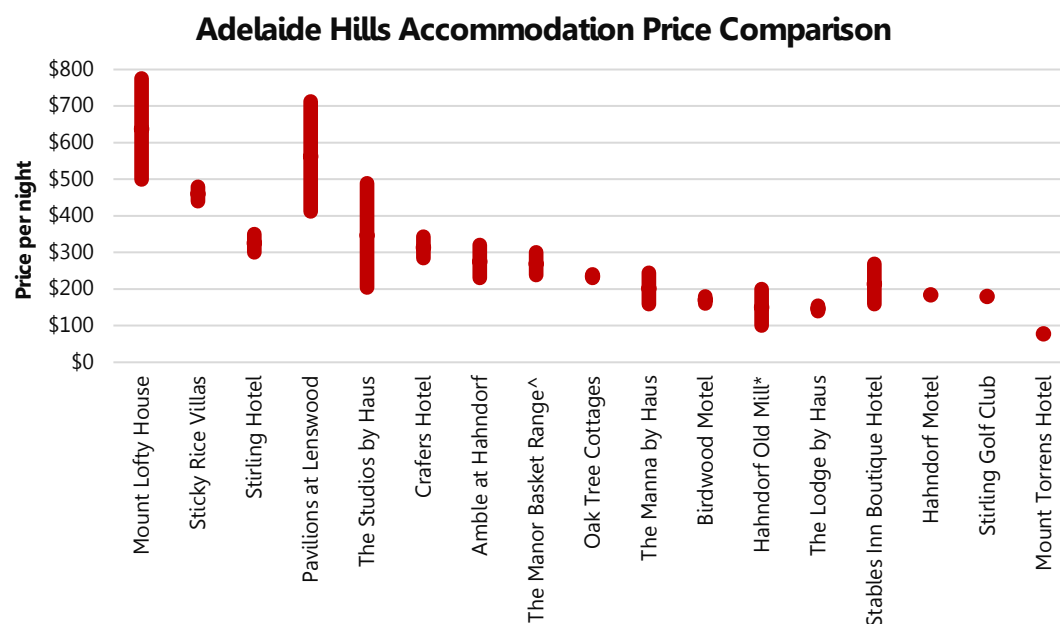 Adelaide Hills Accommodation Price Comparison
Price per night
$800
$700
$600
$500
$400
$300
$200
$100
$0
Mount Lofty House
Sticky Rice Villas
Stirling Hotel
Pavilions at Lenswood
The Studios by Haus
Crafers Hotel
Amble at Hahndorf
The Manor Basket Range^
Oak Tree Cottages
The Manna by Haus
Birdwood Motel
Hahndorf Old Mill*
The Lodge by Haus
Stables Inn Boutique Hotel
Hahndorf Motel
Stirling Golf Club
Mount Torrens Hotel